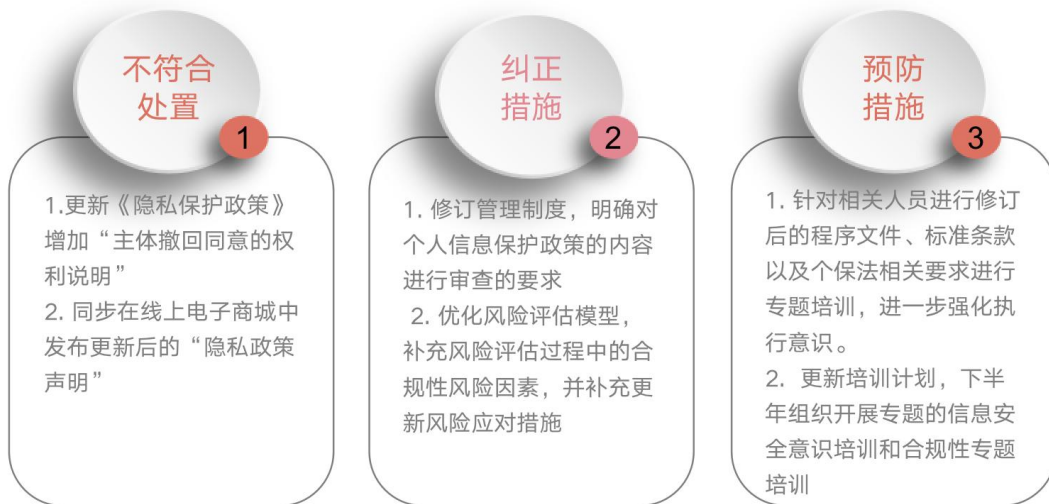 不符合
处置
1
1.更新《隐私保护政策》
增加“主体撤回同意的权
利说明”
2. 同步在线上电子商城中
发布更新后的“隐私政策
声明”
纠正
措施
2
1. 修订管理制度，明确对
个人信息保护政策的内容
进行审查的要求
2. 优化风险评估模型，
补充风险评估过程中的合
规性风险因素，并补充更
新风险应对措施
预防
措施
3
1. 针对相关人员进行修订
后的程序文件、标准条款
以及个保法相关要求进行
专题培训，进一步强化执
行意识。
2. 更新培训计划，下半
年组织开展专题的信息安
全意识培训和合规性专题
培训